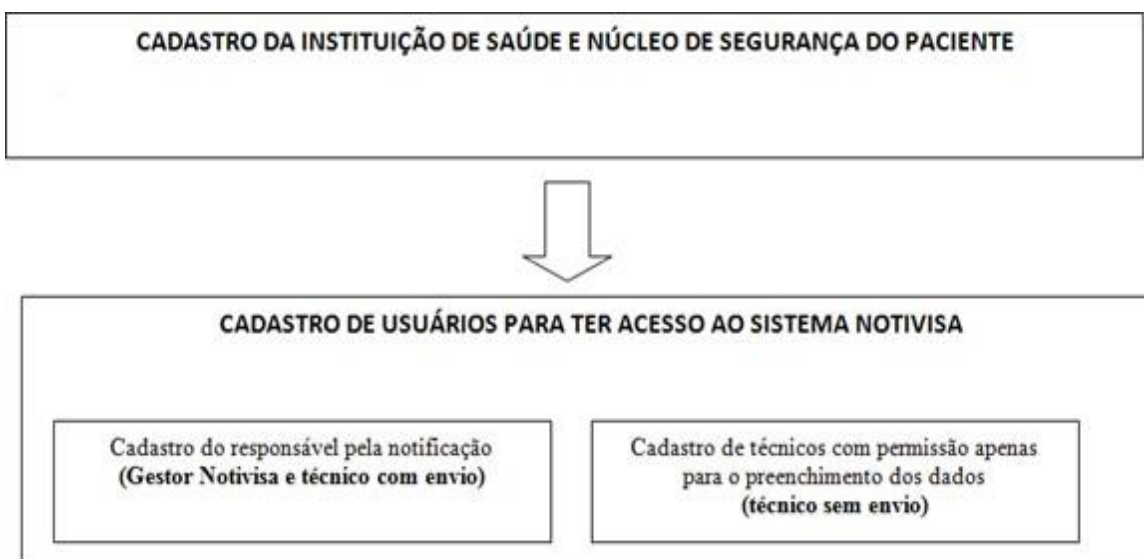 CADASTRO DA INSTITUIÇÃO DE SAÚDE E NÚCLEO DE SEGURANÇA DO PACIENTE
CADASTRO DE USUÁRIOS PARA TER ACESSO AO SISTEMA NOTIVISA
Cadastro do responsável pela notificação
(Gestor Notivisa e técnico com envio)
Cadastro de técnicos com permissão apenas
para o preenchimento dos dados
(técnico sem envio)